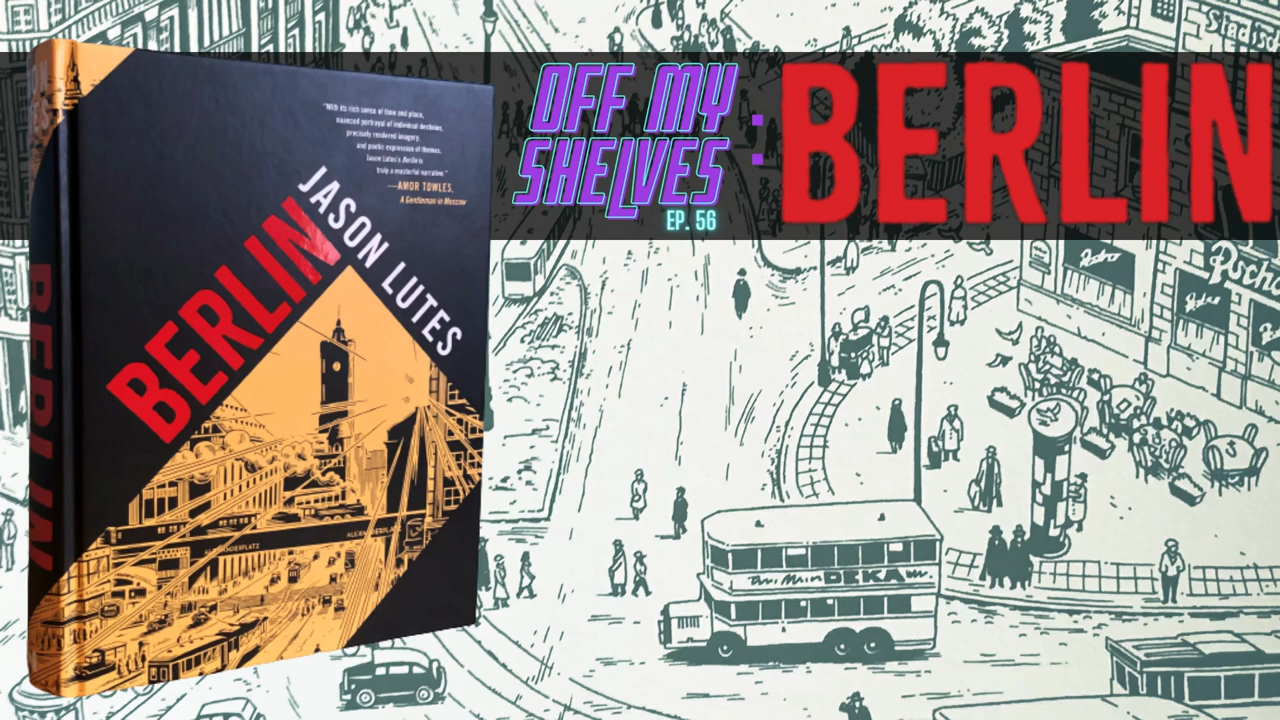 OFF MY
SHELVES
:
BERLIN
EP. 56
"With its rich sense of time and place,
nuanced portrayal of individual destinies,
precisely rendered imagery,
and poetic expression of themes,
Jason Lutes's Berlin is
truly a masterful narrative."
—AMOR TOWLES,
A Gentleman in Moscow
JASON LUTES
BERLIN
BERLIN
ALEXANDERPLATZ
ALEXANDERPLATZ
DEKA